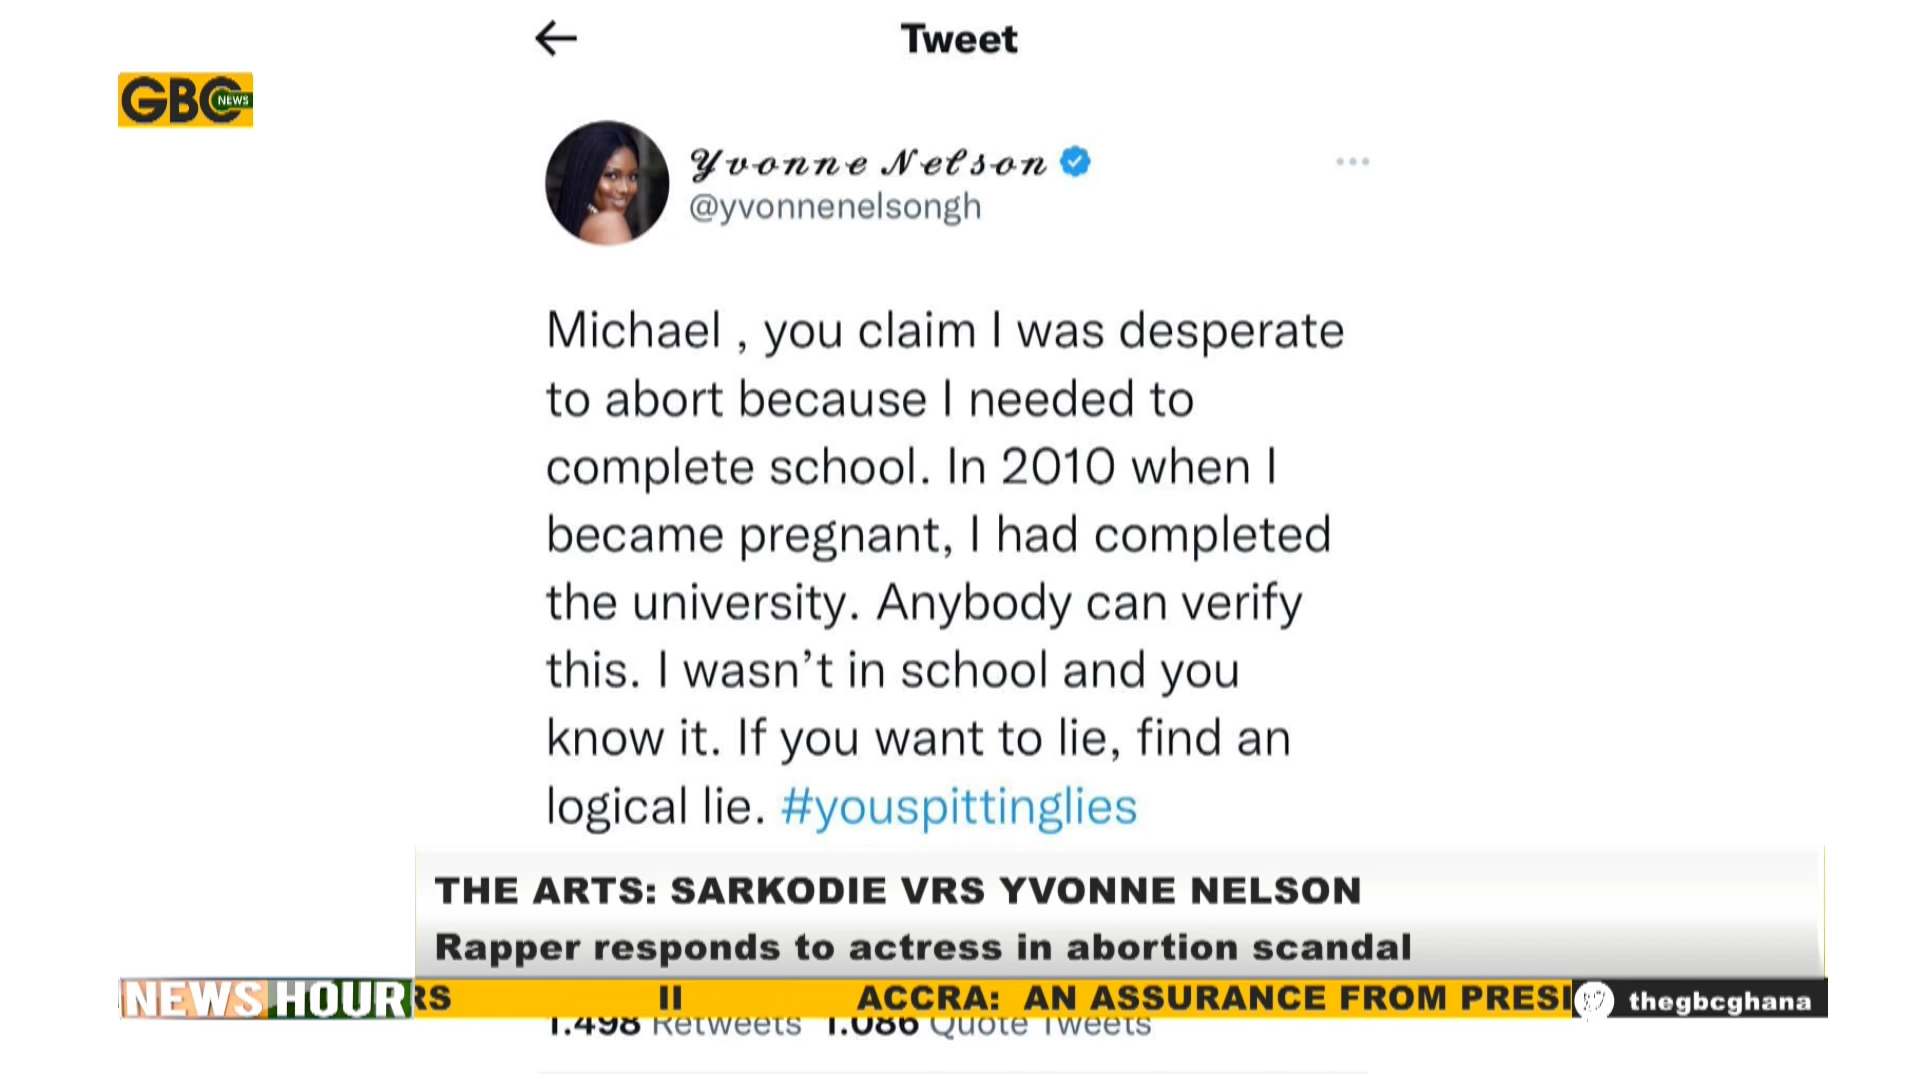 Tweet
GBC NEWS
Yvonne Nelson
@yvonnenelsongh
Michael , you claim I was desperate
to abort because I needed to
complete school. In 2010 when I
became pregnant, I had completed
the university. Anybody can verify
this. I wasn’t in school and you
know it. If you want to lie, find an
logical lie. #youspittinglies
THE ARTS: SARKODIE VRS YVONNE NELSON
Rapper responds to actress in abortion scandal
NEWS HOUR RS II ACCRA: AN ASSURANCE FROM PRESI thegbcghana
1.498 Retweets 1.086 Quote Tweets